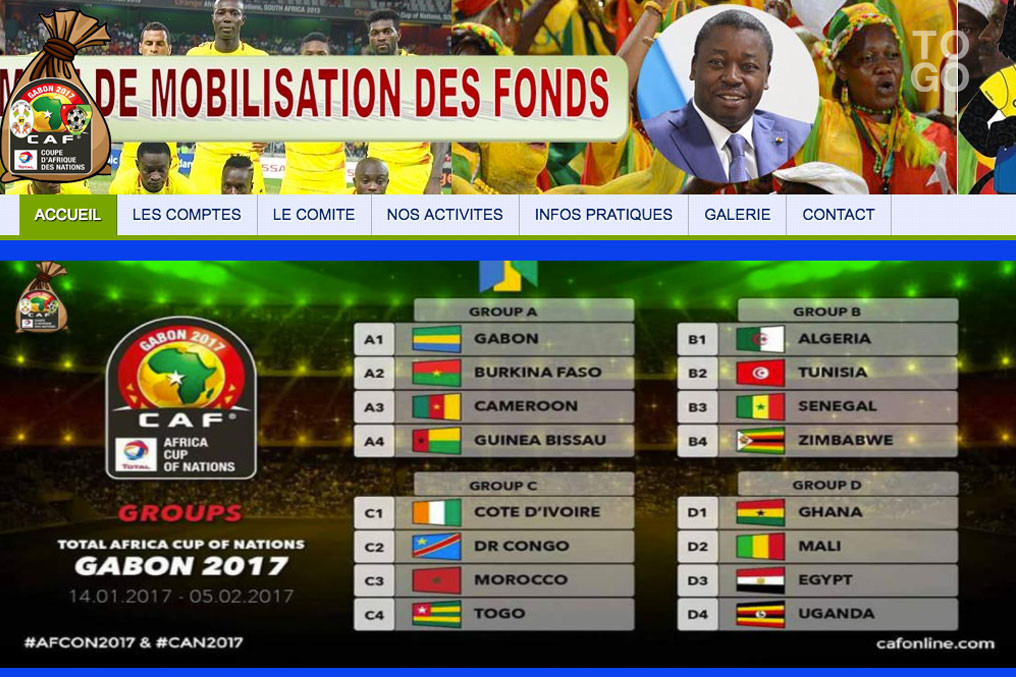 SOUTH AFRICA 2013
DE MOBILISATION DES FONDS
TO
GO
GABON 2017
CAF
COUPE
D'AFRIQUE
DES NATIONS
ACCUEIL
LES COMPTES
LE COMITE
NOS ACTIVITES
INFOS PRATIQUES
GALERIE
CONTACT
GABON 2017
CAF
TOTAL
AFRICA
CUP
OF NATIONS
GROUPS
TOTAL AFRICA CUP OF NATIONS
GABON 2017
14.01.2017 - 05.02.2017
#AFCON2017 & #CAN2017
GROUP A
A1 GABON
A2 BURKINA FASO
A3 CAMEROON
A4 GUINEA BISSAU
GROUP B
B1 ALGERIA
B2 TUNISIA
B3 SENEGAL
B4 ZIMBABWE
GROUP C
C1 COTE D'IVOIRE
C2 DR CONGO
C3 MOROCCO
C4 TOGO
GROUP D
D1 GHANA
D2 MALI
D3 EGYPT
D4 UGANDA
cafonline.com